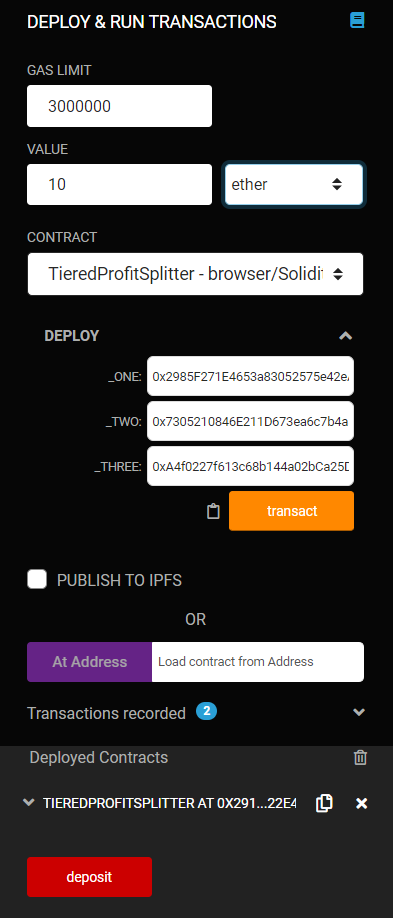 DEPLOY & RUN TRANSACTIONS
GAS LIMIT
3000000
VALUE
10 ether
CONTRACT
TieredProfitSplitter - browser/Solidit
DEPLOY
_ONE: 0x2985F271E4653a83052575e42e
_TWO: 0x7305210846E211D673ea6c7b4a
_THREE: 0xA4f0227f613c68b144a02bCa25D
transact
PUBLISH TO IPFS
OR
At Address Load contract from Address
Transactions recorded 2
Deployed Contracts
TIEREDPROFITSPLITTER AT 0X291...22E4
deposit